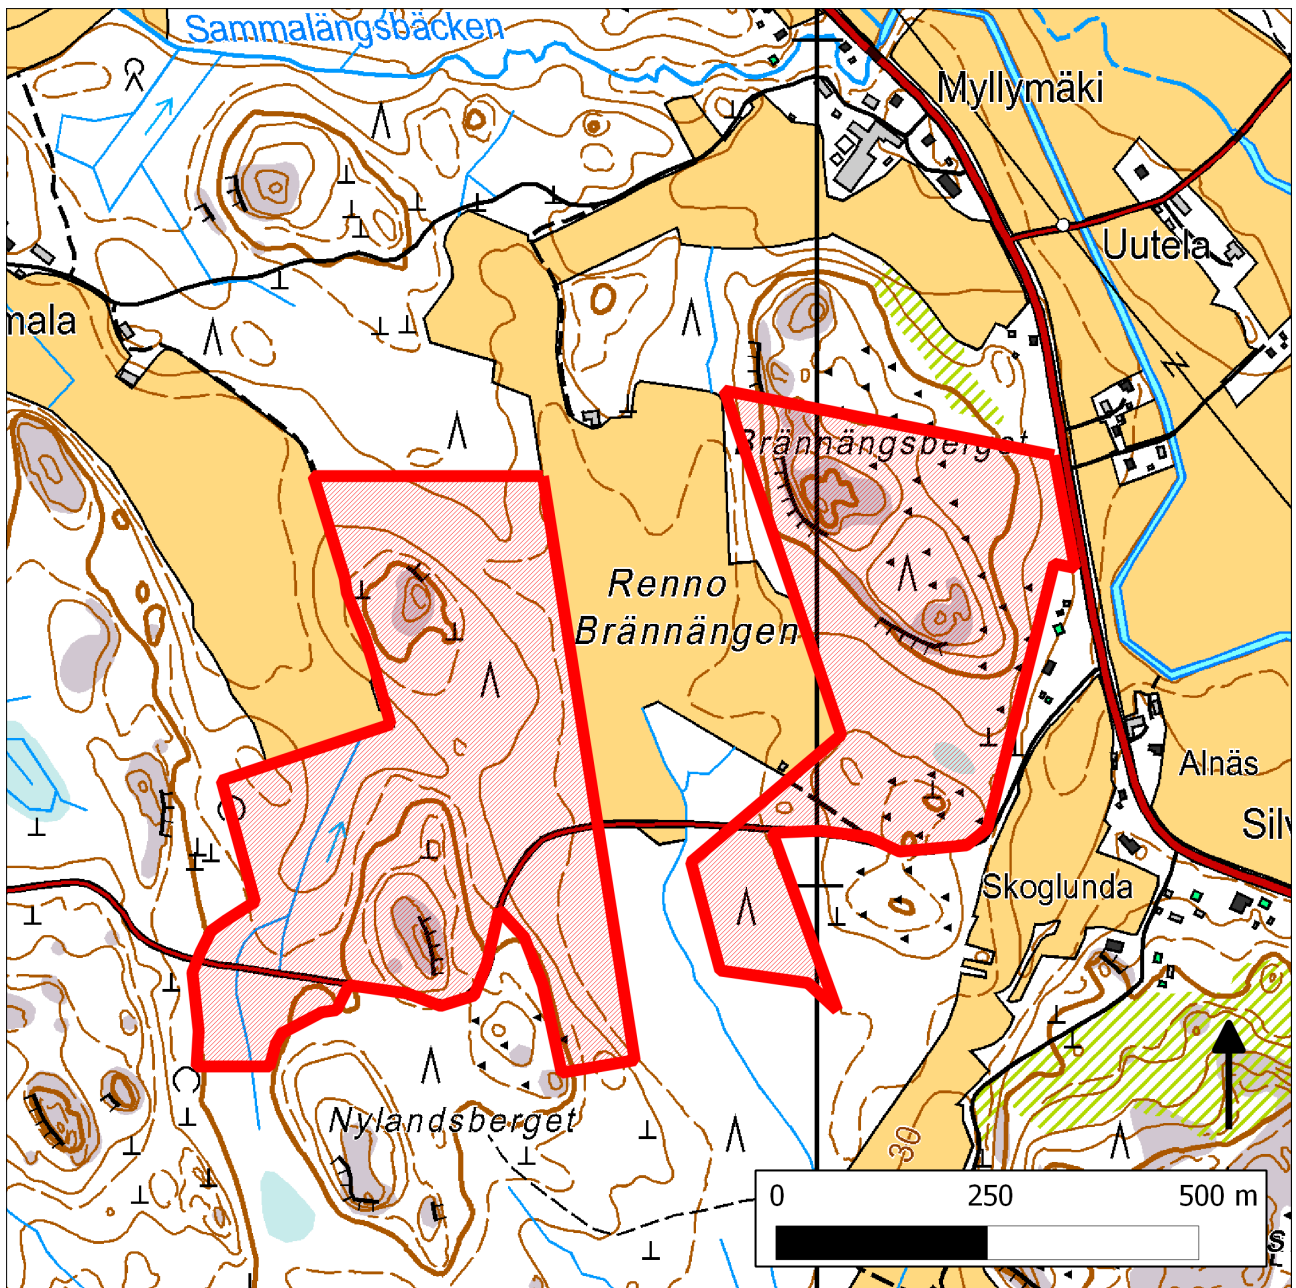 Sammalängsbäcken
Myllymäki
Uutela
mala
Brännängsberget
Renno
Brännängen
Alnäs
Silv
Skoglunda
Nylandsberget
30
0 250 500 m